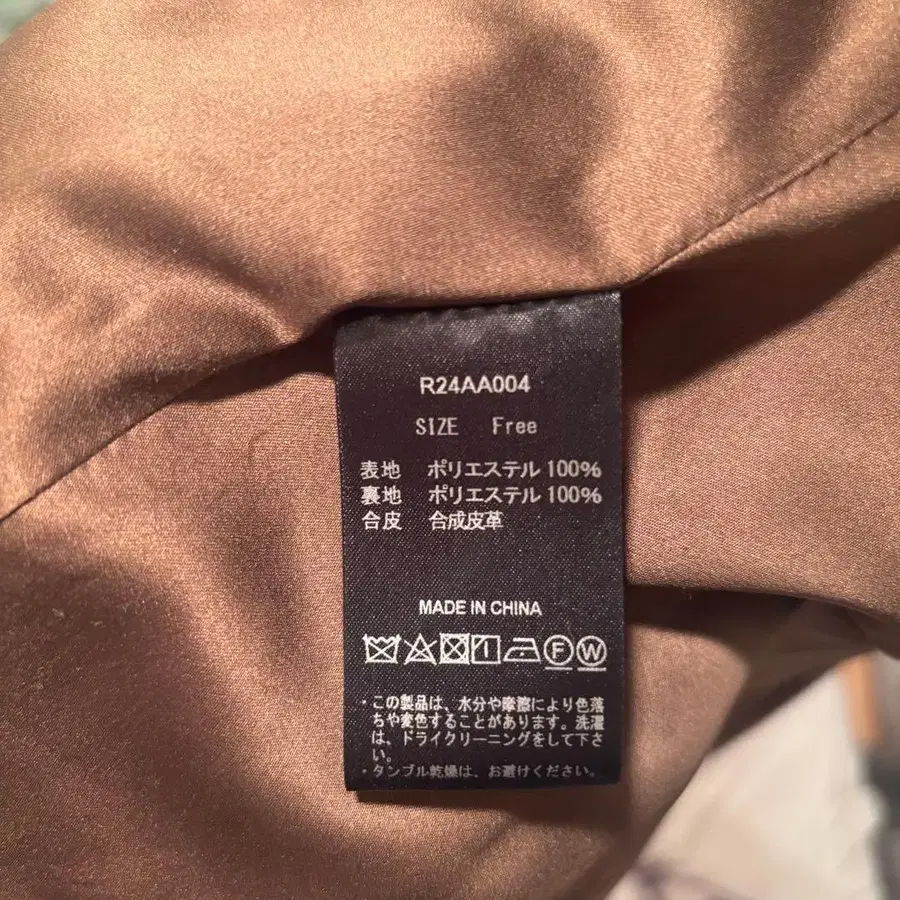 R24AA004
SIZE Free
表地 ポリエステル 100%
裏地 ポリエステル 100%
合皮 合成皮革
MADE IN CHINA
F W
・この製品は、水分や摩擦により色落
ちや変色することがあります。洗濯
は、ドライクリーニングをして下さ
い。
・タンブル乾燥は、お避けください。